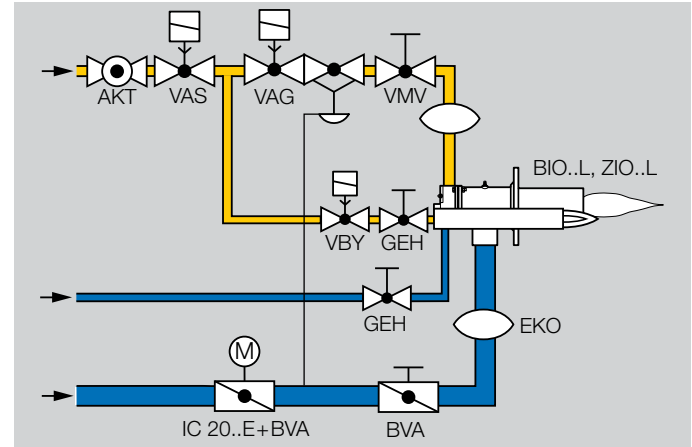 AKT
VAS
VAG
VMV
BIO..L, ZIO..L
VBY
GEH
GEH
EKO
M
IC 20..E+BVA
BVA